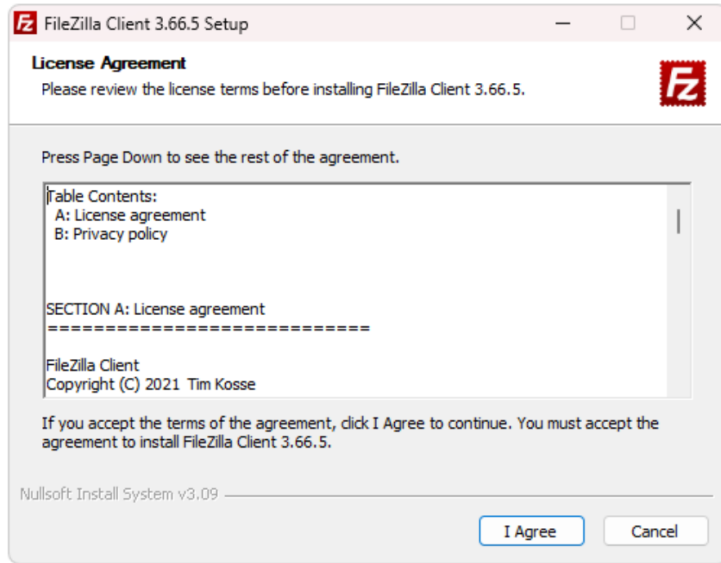 FileZilla Client 3.66.5 Setup
License Agreement
Please review the license terms before installing FileZilla Client 3.66.5.
Fz
Press Page Down to see the rest of the agreement.
Table Contents:
A: License agreement
B: Privacy policy
SECTION A: License agreement
============================
FileZilla Client
Copyright (C) 2021 Tim Kosse
If you accept the terms of the agreement, click I Agree to continue. You must accept the
agreement to install FileZilla Client 3.66.5.
Nullsoft Install System v3.09
I Agree
Cancel